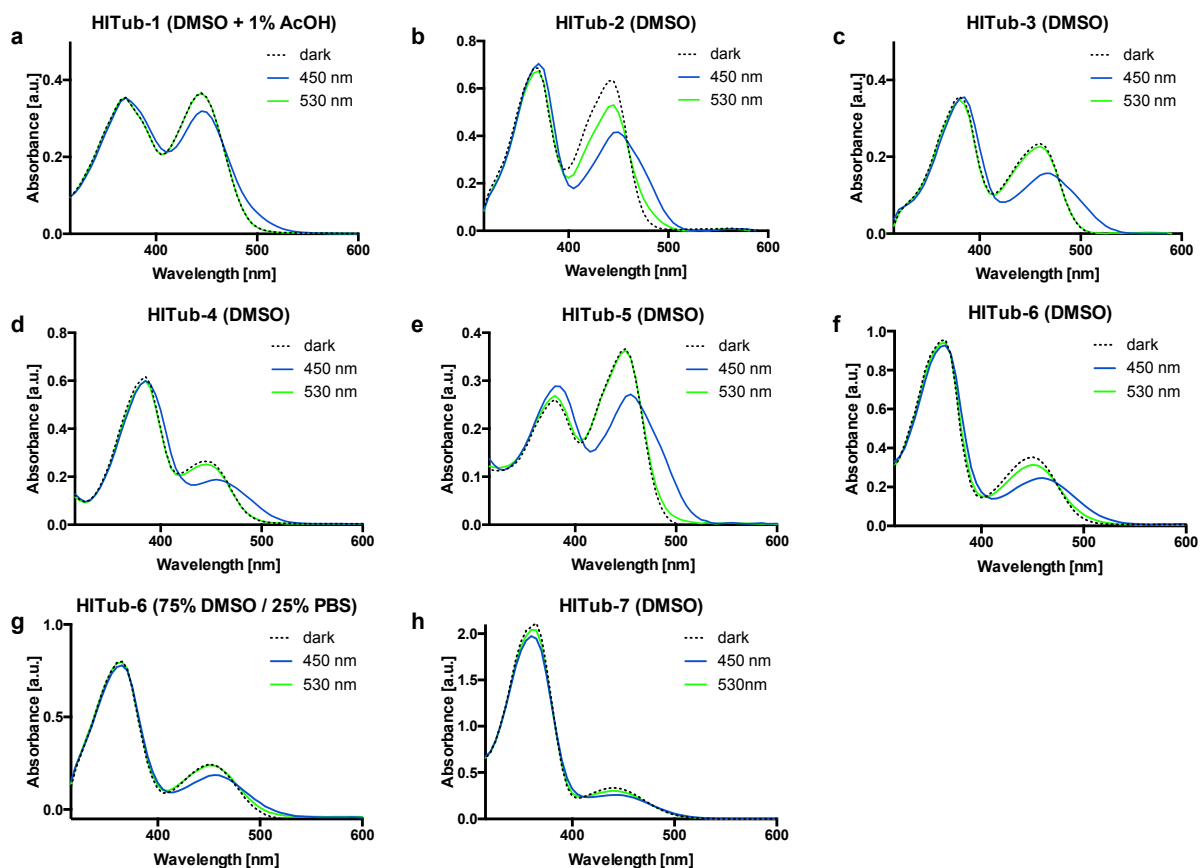 a
HITub-1 (DMSO + 1% AcOH)
dark
450 nm
530 nm
Absorbance [a.u.]
0.4
0.2
0.0
400
500
600
Wavelength [nm]
b
HITub-2 (DMSO)
dark
450 nm
530 nm
Absorbance [a.u.]
0.8
0.6
0.4
0.2
0.0
400
500
600
Wavelength [nm]
c
HITub-3 (DMSO)
dark
450 nm
530 nm
Absorbance [a.u.]
0.4
0.2
0.0
400
500
600
Wavelength [nm]
d
HITub-4 (DMSO)
dark
450 nm
530 nm
Absorbance [a.u.]
0.8
0.6
0.4
0.2
0.0
400
500
600
Wavelength [nm]
e
HITub-5 (DMSO)
dark
450 nm
530 nm
Absorbance [a.u.]
0.4
0.3
0.2
0.1
0.0
400
500
600
Wavelength [nm]
f
HITub-6 (DMSO)
dark
450 nm
530 nm
Absorbance [a.u.]
1.0
0.8
0.6
0.4
0.2
0.0
400
500
600
Wavelength [nm]
g
HITub-6 (75% DMSO / 25% PBS)
dark
450 nm
530 nm
Absorbance [a.u.]
1.0
0.5
0.0
400
500
600
Wavelength [nm]
h
HITub-7 (DMSO)
dark
450 nm
530nm
Absorbance [a.u.]
2.0
1.5
1.0
0.5
0.0
400
500
600
Wavelength [nm]